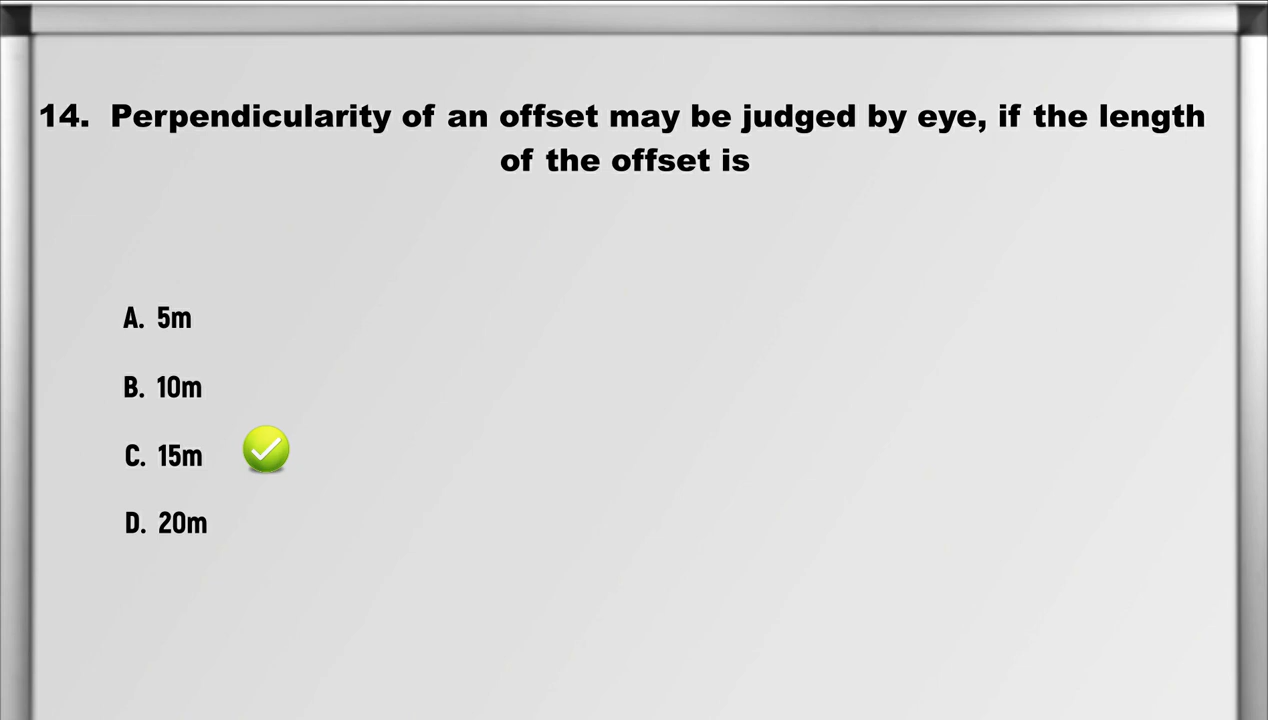 14. Perpendicularity of an offset may be judged by eye, if the length
of the offset is
A. 5m
B. 10m
C. 15m
D. 20m